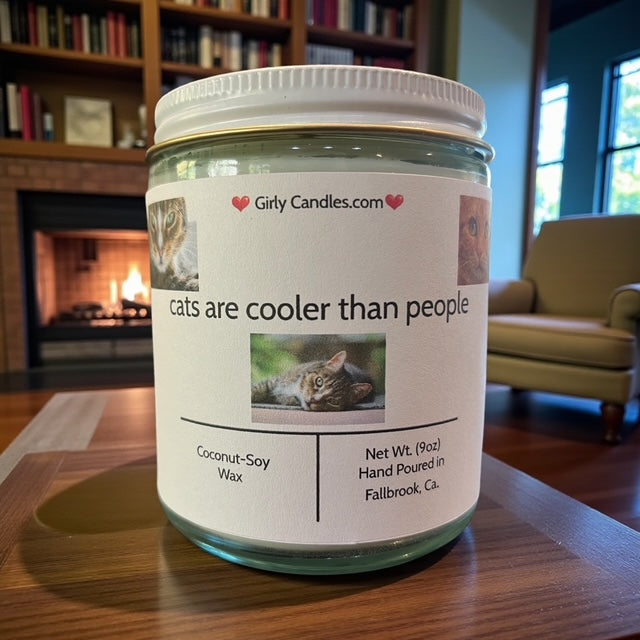 Girly Candles.com
cats are cooler than people
Coconut-Soy
Wax
Net Wt. (9oz)
Hand Poured in
Fallbrook, Ca.